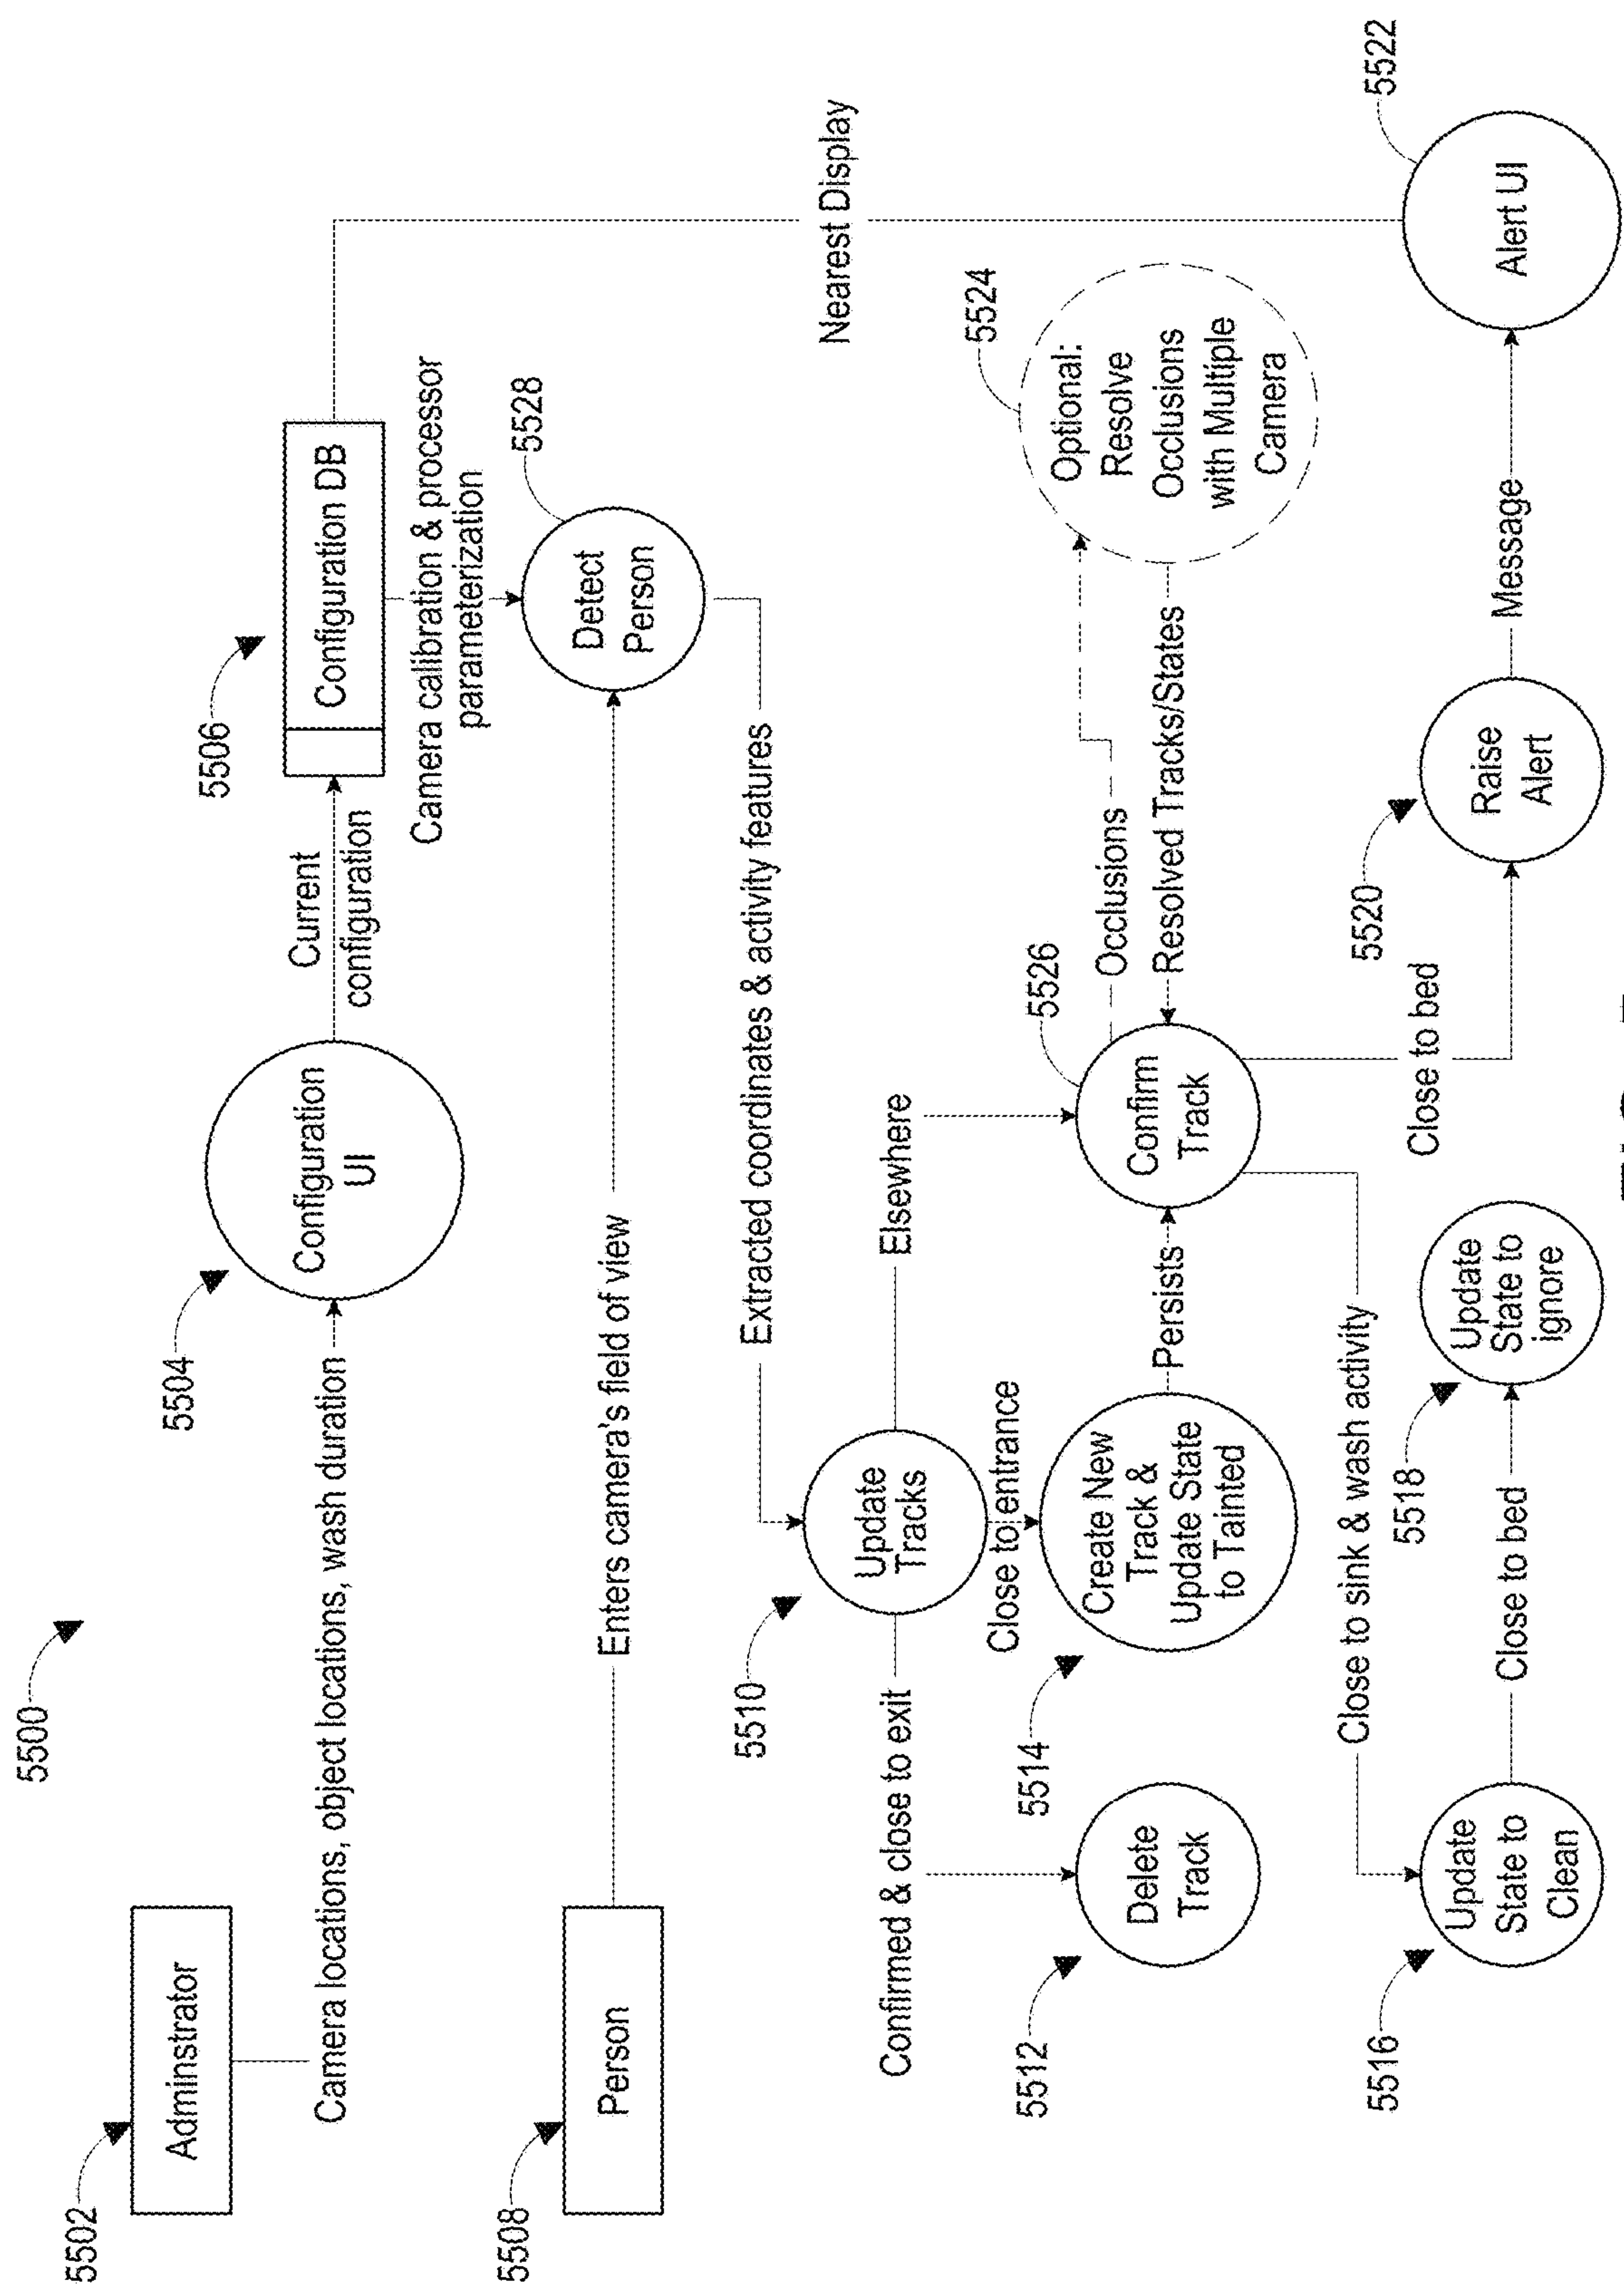 5500
5502
Adminstrator
Camera locations, object locations, wash duration
5504
Configuration
UI
Current
configuration
5506
Configuration DB
Camera calibration & processor
parameterization
5508
Person
Enters camera's field of view
5528
Detect
Person
Nearest Display
Extracted coordinates & activity features
5510
Update
Tracks
Confirmed & close to exit
Close to entrance
Elsewhere
5512
Delete
Track
5514
Create New
Track &
Update State
to Tainted
Persists
5526
Confirm
Track
Occlusions
Resolved Tracks/States
5524
Optional:
Resolve
Occlusions
with Multiple
Camera
Close to sink & wash activity
Close to bed
5516
Update
State to
Clean
Close to bed
5518
Update
State to
ignore
5520
Raise
Alert
Message
5522
Alert UI